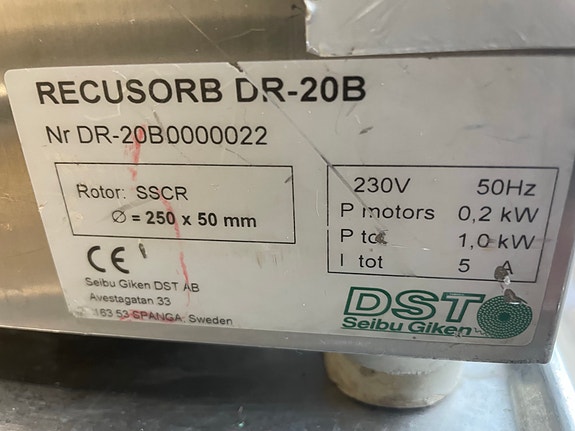 RECUSORB DR-20B
Nr DR-20B0000022
Rotor: SSCR
∅ = 250 x 50 mm
230V 50Hz
P motors 0,2 kW
P tot 1,0 kW
I tot 5 A
CE
Seibu Giken DST AB
Avestagatan 33
163 53 SPANGA, Sweden
DST
Seibu Giken